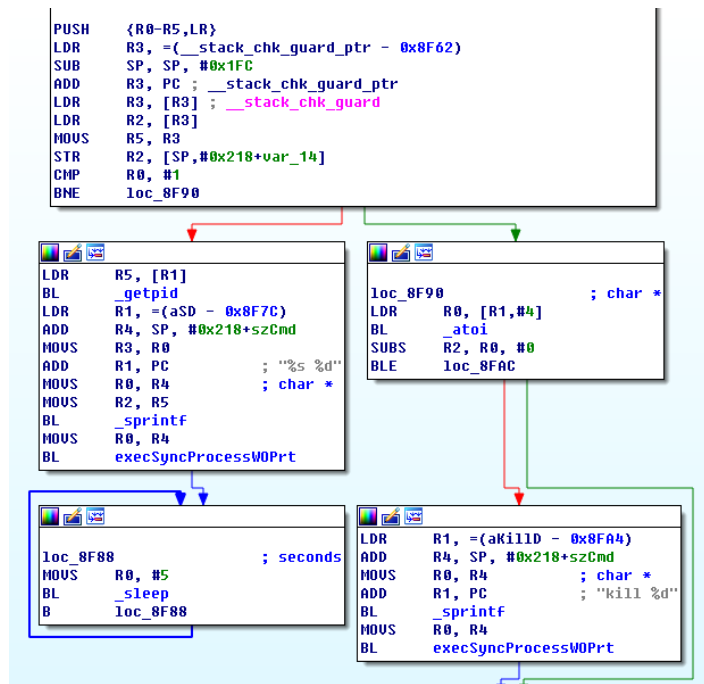 PUSH {R0-R5,LR}
LDR R3, =(__stack_chk_guard_ptr - 0x8F62)
SUB SP, SP, #0x1FC
ADD R3, PC ; __stack_chk_guard_ptr
LDR R3, [R3] ; __stack_chk_guard
LDR R2, [R3]
MOVS R5, R3
STR R2, [SP,#0x218+var_14]
CMP R0, #1
BNE loc_8F90
LDR R5, [R1]
BL _getpid
LDR R1, =(aSD - 0x8F7C)
ADD R4, SP, #0x218+szCmd
MOVS R3, R0
ADD R1, PC ; "%s %d"
MOVS R0, R4 ; char *
MOVS R2, R5
BL _sprintf
MOVS R0, R4
BL execSyncProcessWOPrt
loc_8F90 ; char *
LDR R0, [R1,#4]
BL _atoi
SUBS R2, R0, #0
BLE loc_8FAC
loc_8F88 ; seconds
MOVS R0, #5
BL _sleep
B loc_8F88
LDR R1, =(aKillD - 0x8FA4)
ADD R4, SP, #0x218+szCmd
MOVS R0, R4 ; char *
ADD R1, PC ; "kill %d"
BL _sprintf
MOVS R0, R4
BL execSyncProcessWOPrt